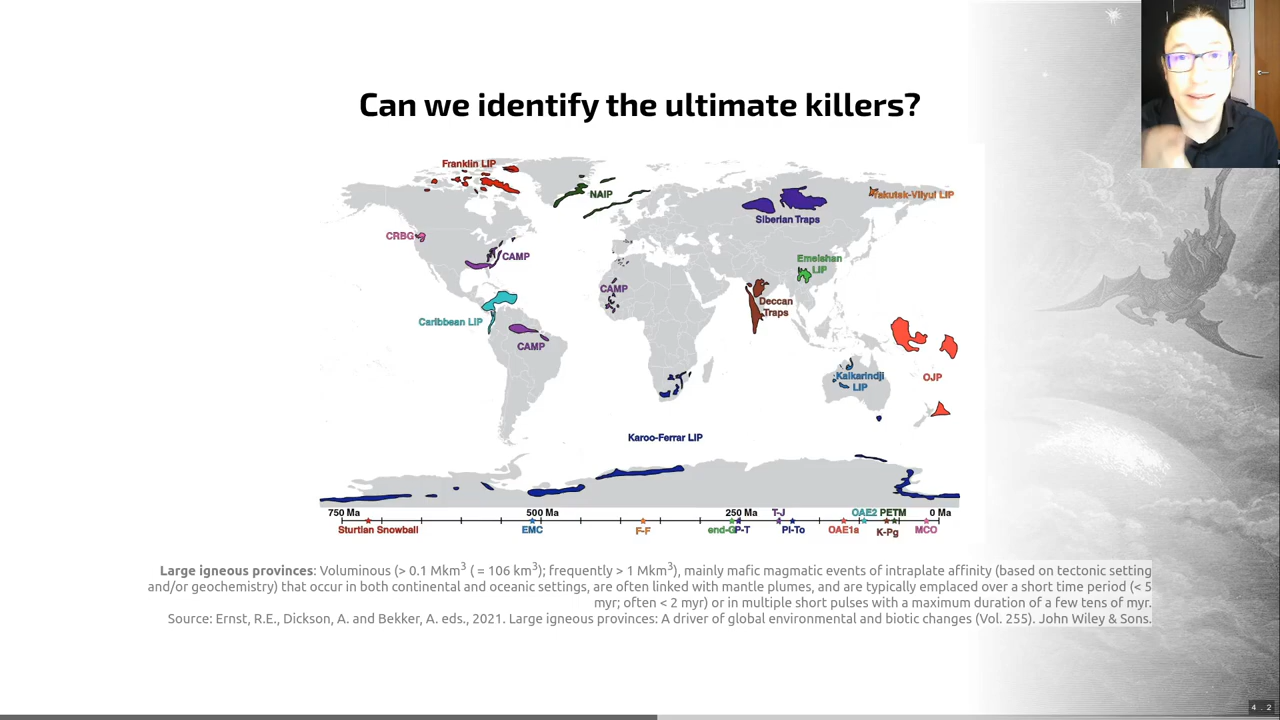 Can we identify the ultimate killers?
Franklin LIP
NAIP
Yakutsk-Vilyui LIP
Siberian Traps
CRBG
CAMP
Emeishan
LIP
CAMP
Deccan
Traps
Caribbean LIP
CAMP
Kalkarindji
LIP
OJP
Karoo-Ferrar LIP
750 Ma 500 Ma 250 Ma T-J OAE2 PETM 0 Ma
Sturtian Snowball EMC F-F end-G P-T Pl-To OAE1a K-Pg MCO
Large igneous provinces: Voluminous (> 0.1 Mkm3 ( = 106 km3); frequently > 1 Mkm3), mainly mafic magmatic events of intraplate affinity (based on tectonic setting
and/or geochemistry) that occur in both continental and oceanic settings, are often linked with mantle plumes, and are typically emplaced over a short time period (< 5
myr; often < 2 myr) or in multiple short pulses with a maximum duration of a few tens of myr.
Source: Ernst, R.E., Dickson, A. and Bekker, A. eds., 2021. Large igneous provinces: A driver of global environmental and biotic changes (Vol. 255). John Wiley & Sons.
4.2